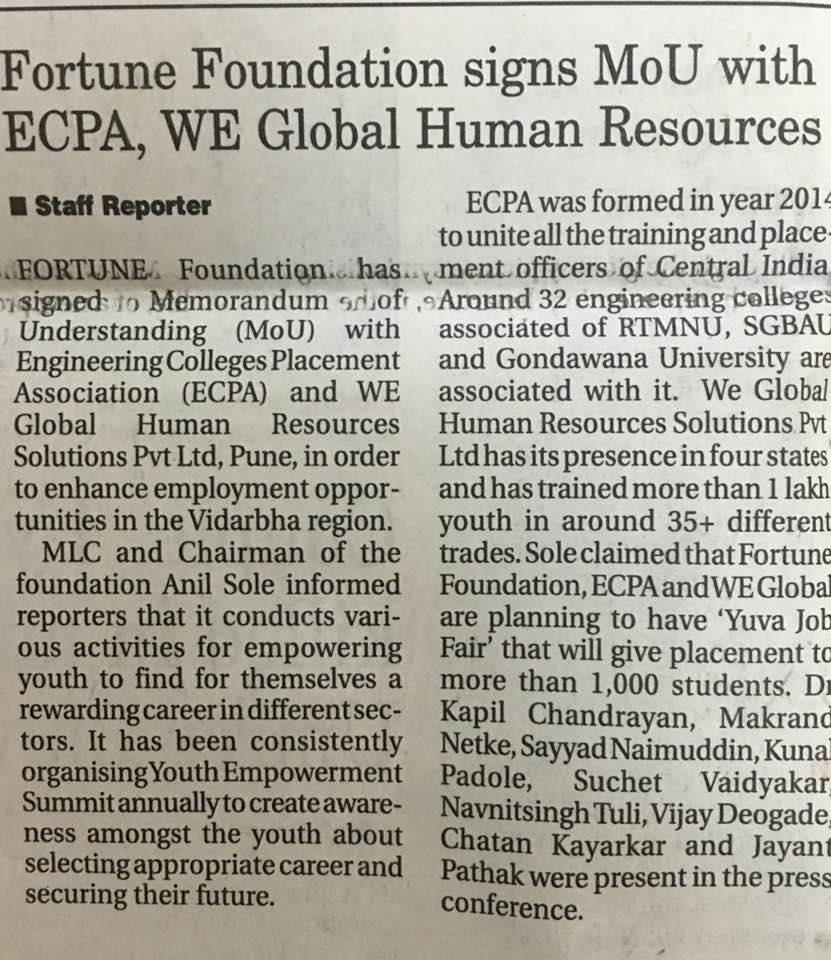 Fortune Foundation signs MoU with
ECPA, WE Global Human Resources
■ Staff Reporter
FORTUNE Foundation has
signed Memorandum of
Understanding (MoU) with
Engineering Colleges Placement
Association (ECPA) and WE
Global Human Resources
Solutions Pvt Ltd, Pune, in order
to enhance employment oppor-
tunities in the Vidarbha region.
MLC and Chairman of the
foundation Anil Sole informed
reporters that it conducts vari-
ous activities for empowering
youth to find for themselves a
rewarding career in different sec-
tors. It has been consistently
organising Youth Empowerment
Summit annually to create aware-
ness amongst the youth about
selecting appropriate career and
securing their future.
ECPA was formed in year 2014
to unite all the training and place-
ment officers of Central India
Around 32 engineering colleges
associated of RTMNU, SGBAU
and Gondawana University are
associated with it. We Global
Human Resources Solutions Pvt
Ltd has its presence in four states
and has trained more than 1 lakh
youth in around 35+ different
trades. Sole claimed that Fortune
Foundation, ECPA and WE Global
are planning to have ‘Yuva Job
Fair’ that will give placement to
more than 1,000 students. Dr
Kapil Chandrayan, Makrand
Netke, Sayyad Naimuddin, Kunal
Padole, Suchet Vaidyakar,
Navnitsingh Tuli, Vijay Deogade,
Chatan Kayarkar and Jayant
Pathak were present in the press
conference.